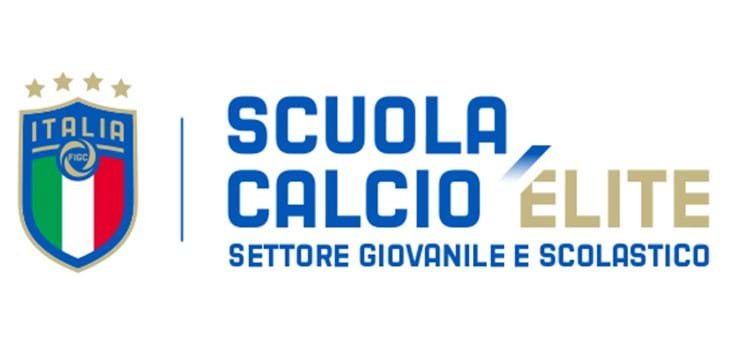 ITALIA
FIGC
SCUOLA
CALCIO ÉLITE
SETTORE GIOVANILE E SCOLASTICO